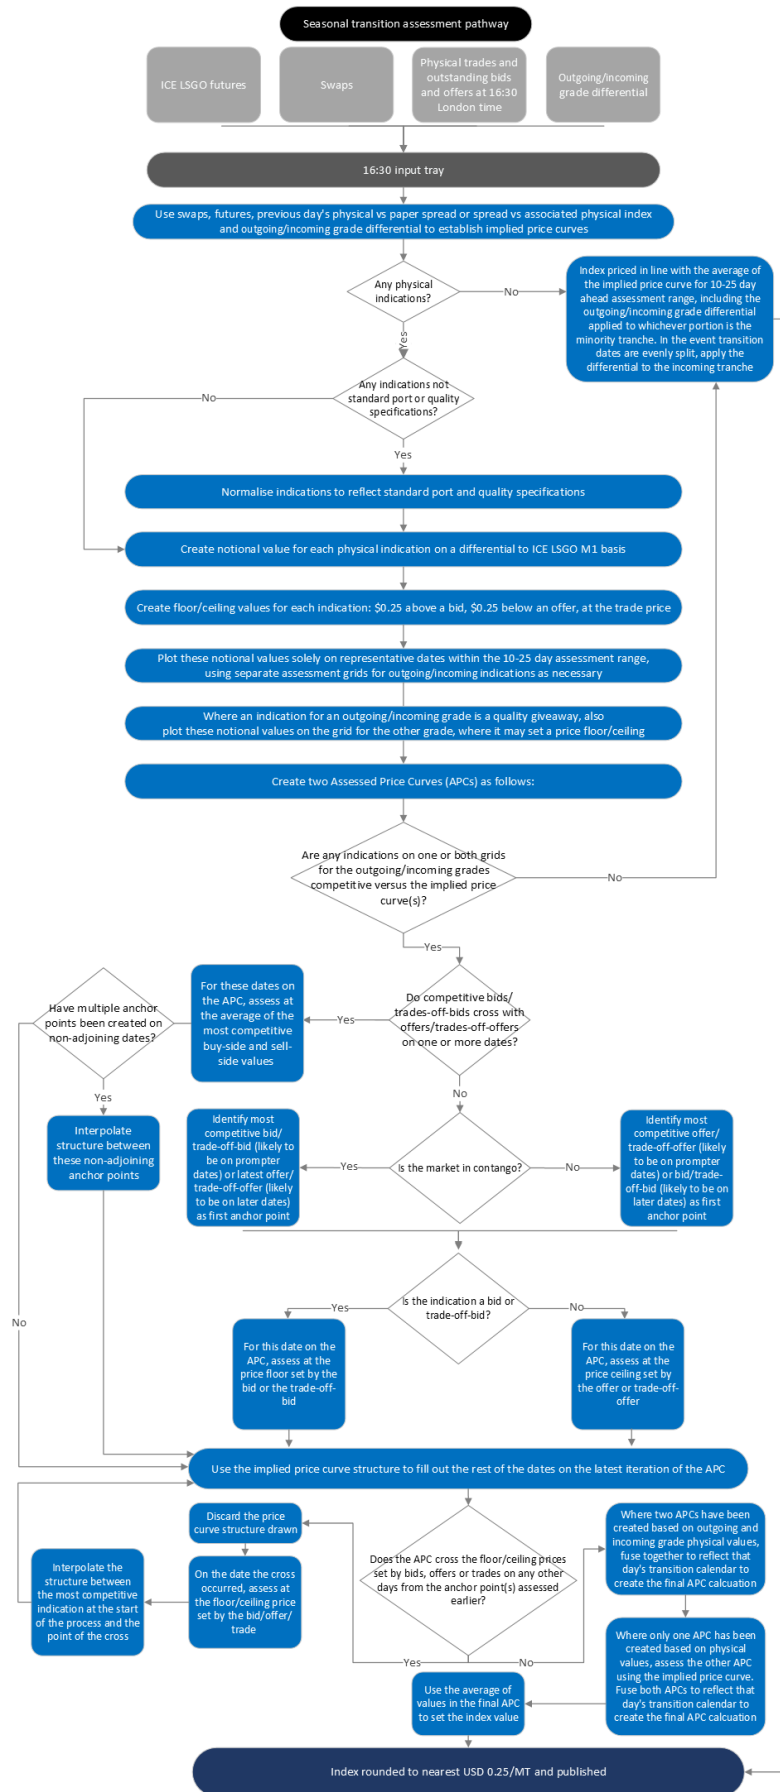 Seasonal transition assessment pathway
ICE LSGO futures
Swaps
Physical trades and
outstanding bids
and offers at 16:30
London time
Outgoing/incoming
grade differential
16:30 input tray
Use swaps, futures, previous day's physical vs paper spread or spread vs associated physical index
and outgoing/incoming grade differential to establish implied price curves
Any physical
indications?
No
Index priced in line with the average of
the implied price curve for 10-25 day
ahead assessment range, including the
outgoing/incoming grade differential
applied to whichever portion is the
minority tranche. In the event transition
dates are evenly split, apply the
differential to the incoming tranche
Yes
Any indications not
standard port or quality
specifications?
No
Yes
Normalise indications to reflect standard port and quality specifications
Create notional value for each physical indication on a differential to ICE LSGO M1 basis
Create floor/ceiling values for each indication: $0.25 above a bid, $0.25 below an offer, at the trade price
Plot these notional values solely on representative dates within the 10-25 day assessment range,
using separate assessment grids for outgoing/incoming indications as necessary
Where an indication for an outgoing/incoming grade is a quality giveaway, also
plot these notional values on the grid for the other grade, where it may set a price floor/ceiling
Create two Assessed Price Curves (APCs) as follows:
Are any indications on one or both grids
for the outgoing/incoming grades
competitive versus the implied price
curve(s)?
No
Yes
Do competitive bids/
trades-off-bids cross with
offers/trades-off-offers
on one or more dates?
Yes
For these dates on
the APC, assess at
the average of the
most competitive
buy-side and sell-
side values
Have multiple anchor
points been created on
non-adjoining dates?
Yes
Interpolate
structure between
these non-adjoining
anchor points
No
No
Is the market in contango?
Yes
Identify most
competitive bid/
trade-off-bid (likely to
be on prompter
dates) or latest offer/
trade-off-offer (likely
to be on later dates)
as first anchor point
No
Identify most
competitive offer/
trade-off-offer (likely
to be on prompter
dates) or bid/trade-
off-bid (likely to be on
later dates) as first
anchor point
Is the indication a bid or
trade-off-bid?
Yes
No
For this date on the
APC, assess at the
price floor set by the
bid or the trade-off-
bid
For this date on the
APC, assess at the
price ceiling set by
the offer or trade-off-
offer
Use the implied price curve structure to fill out the rest of the dates on the latest iteration of the APC
Does the APC cross the floor/ceiling prices
set by bids, offers or trades on any other
days from the anchor point(s) assessed
earlier?
Yes
No
Discard the price
curve structure drawn
On the date the cross
occurred, assess at
the floor/ceiling price
set by the bid/offer/
trade
Interpolate the
structure between
the most competitive
indication at the start
of the process and the
point of the cross
Where two APCs have been
created based on outgoing and
incoming grade physical values,
fuse together to reflect that
day's transition calendar to
create the final APC calcuation
Where only one APC has been
created based on physical
values, assess the other APC
using the implied price curve.
Fuse both APCs to reflect that
day's transition calendar to
create the final APC calcuation
Use the average of
values in the final APC
to set the index value
Index rounded to nearest USD 0.25/MT and published